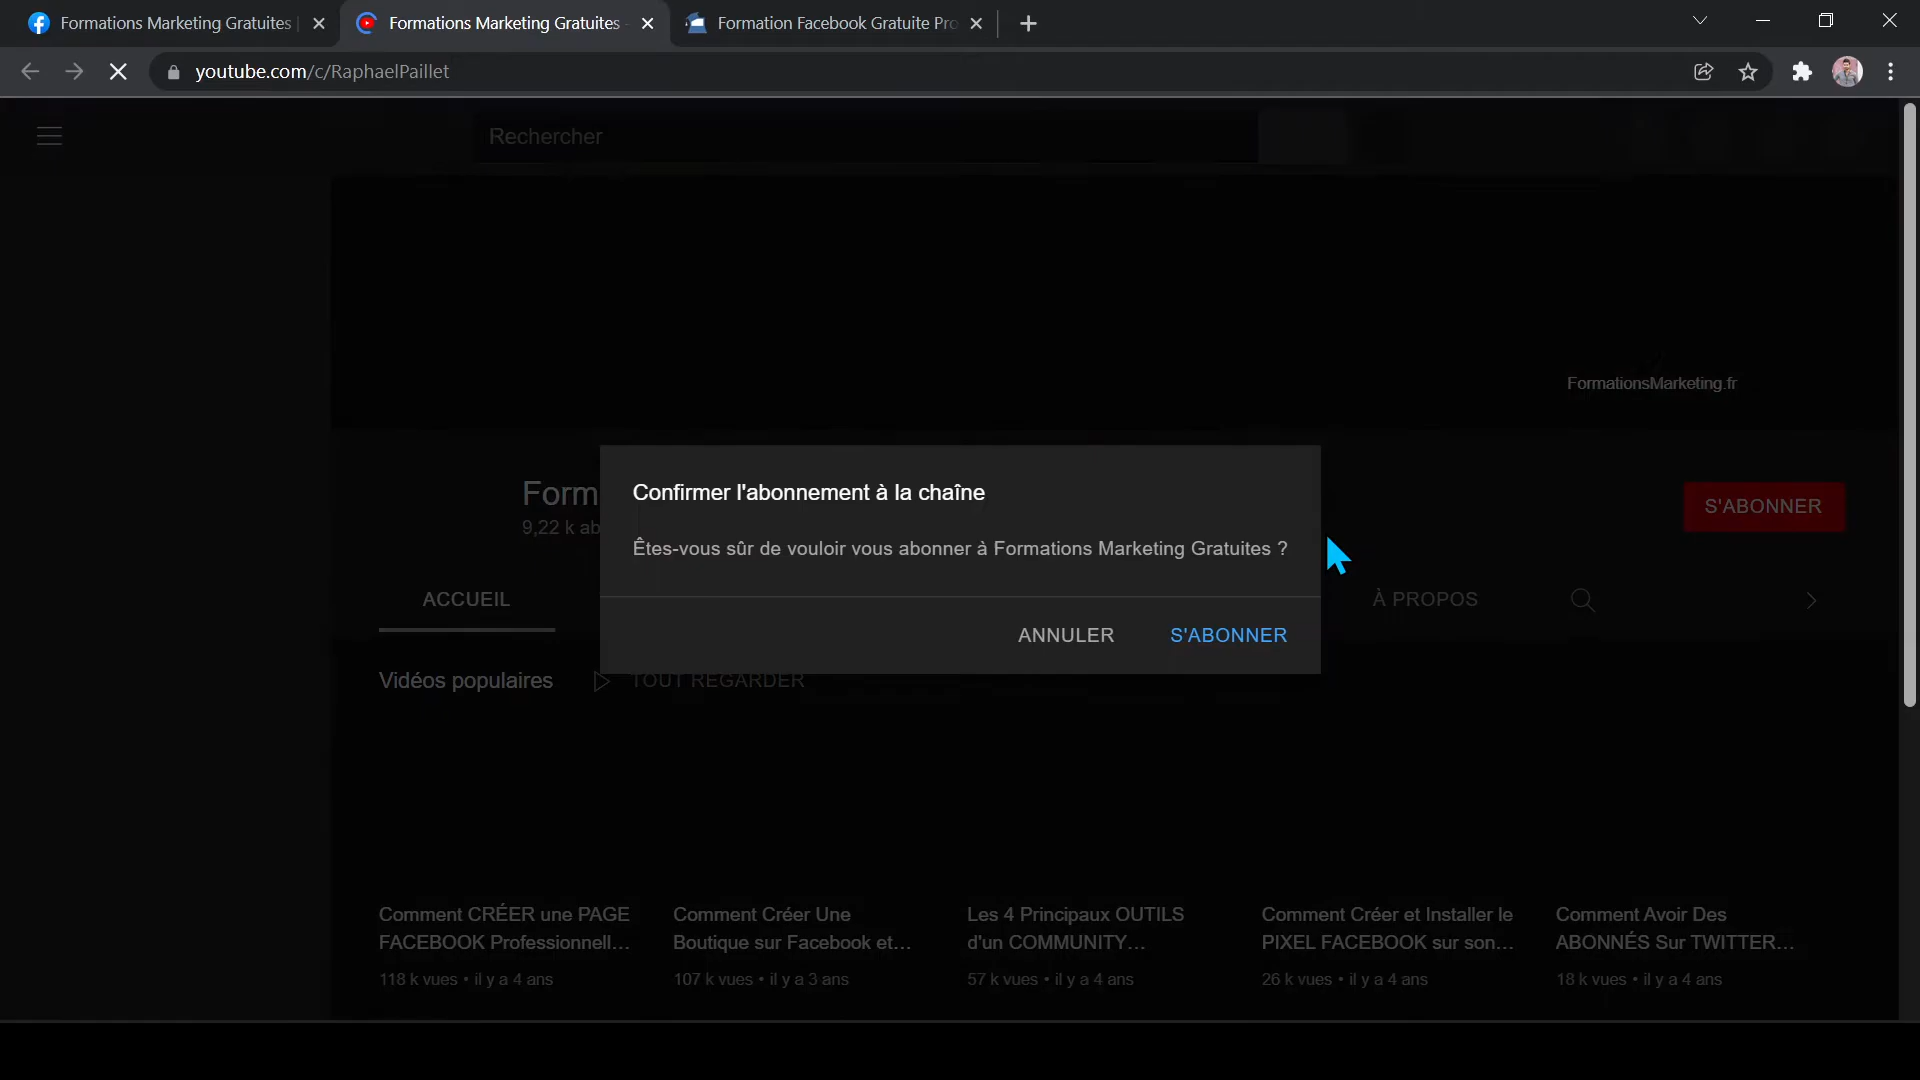 Formations Marketing Gratuites
Formations Marketing Gratuites
Formation Facebook Gratuite Pro
youtube.com/c/RaphaelPaillet
Rechercher
FormationsMarketing.fr
Form
9,22 k ab
S'ABONNER
Confirmer l'abonnement à la chaîne
Êtes-vous sûr de vouloir vous abonner à Formations Marketing Gratuites ?
ANNULER
S'ABONNER
ACCUEIL
À PROPOS
Vidéos populaires
TOUT REGARDER
Comment CRÉER une PAGE
FACEBOOK Professionnell...
118 k vues • il y a 4 ans
Comment Créer Une
Boutique sur Facebook et...
107 k vues • il y a 3 ans
Les 4 Principaux OUTILS
d'un COMMUNITY...
57 k vues • il y a 4 ans
Comment Créer et Installer le
PIXEL FACEBOOK sur son...
26 k vues • il y a 4 ans
Comment Avoir Des
ABONNÉS Sur TWITTER...
18 k vues • il y a 4 ans